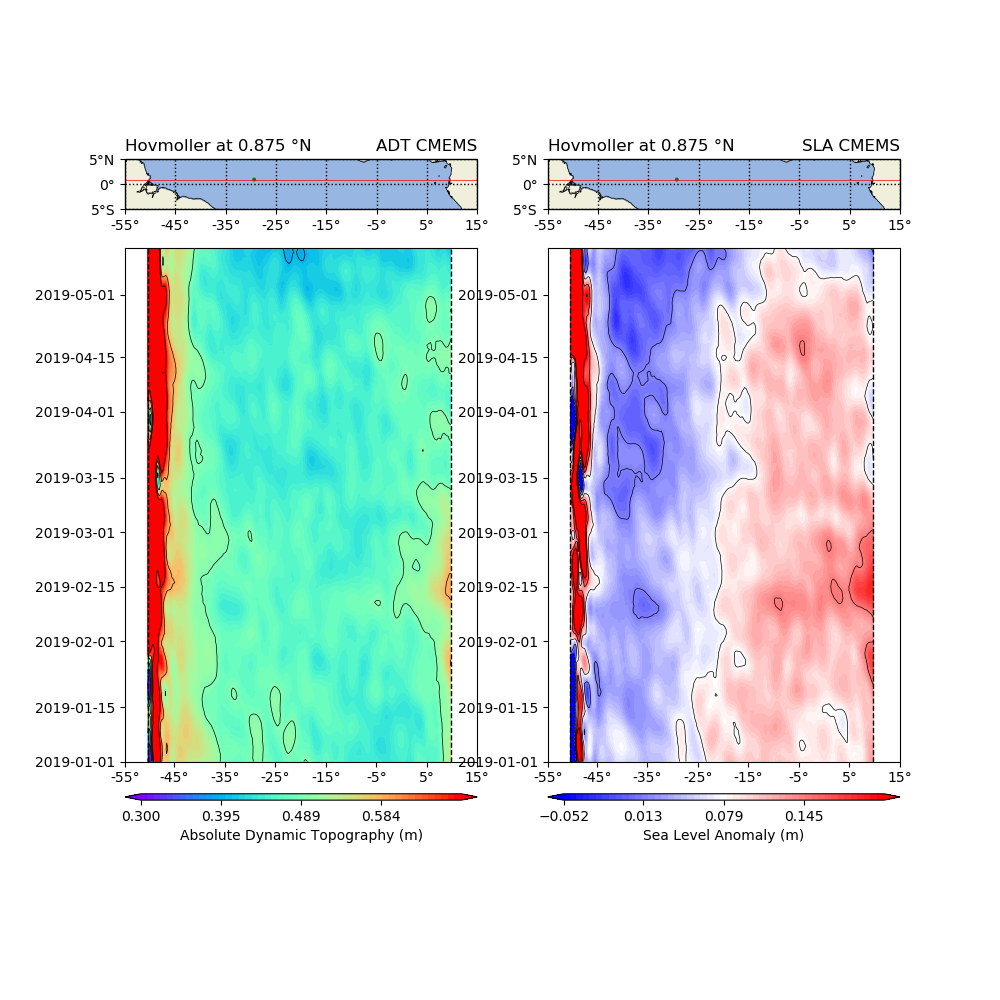 Hovmoller at 0.875 °N ADT CMEMS
5°N
0°
5°S
-55° -45° -35° -25° -15° -5° 5° 15°
2019-05-01
2019-04-15
2019-04-01
2019-03-15
2019-03-01
2019-02-15
2019-02-01
2019-01-15
2019-01-01
-55° -45° -35° -25° -15° -5° 5° 15°
0.300 0.395 0.489 0.584
Absolute Dynamic Topography (m)
Hovmoller at 0.875 °N SLA CMEMS
5°N
0°
5°S
-55° -45° -35° -25° -15° -5° 5° 15°
2019-05-01
2019-04-15
2019-04-01
2019-03-15
2019-03-01
2019-02-15
2019-02-01
2019-01-15
2019-01-01
-55° -45° -35° -25° -15° -5° 5° 15°
−0.052 0.013 0.079 0.145
Sea Level Anomaly (m)